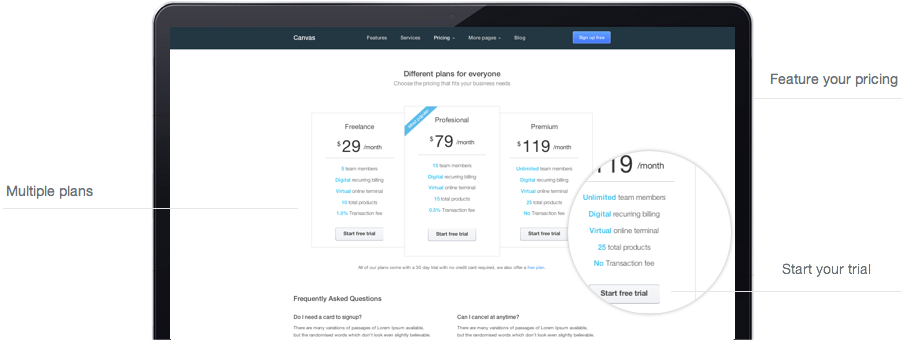 Canvas Features Services Pricing More pages Blog Sign up free
Feature your pricing
Different plans for everyone
Choose the pricing that fits your business needs
Multiple plans
Freelance
$29 /month
5 team members
Digital recurring billing
Virtual online terminal
10 total products
1.0% Transaction fee
Start free trial
Profesional
$79 /month
15 team members
Digital recurring billing
Virtual online terminal
15 total products
0.5% Transaction fee
Start free trial
Premium
$119 /month
Unlimited team members
Digital recurring billing
Virtual online terminal
25 total products
No Transaction fee
Start free
119 /month
Unlimited team members
Digital recurring billing
Virtual online terminal
25 total products
No Transaction fee
Start free trial
Start your trial
All of our plans come with a 30 day trial with no credit card required, we also offer a free plan.
Frequently Asked Questions
Do I need a card to signup?
There are many variations of passages of Lorem Ipsum available,
but the randomised words which don't look even slightly believable.
Can I cancel at anytime?
There are many variations of passages of Lorem Ipsum available,
but the randomised words which don't look even slightly believable.